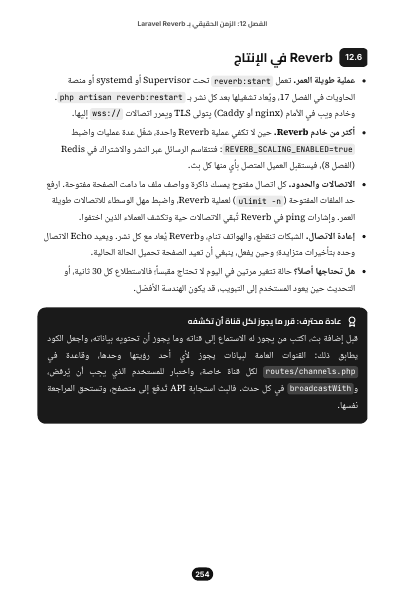 الفصل 12: الزمن الحقيقي بـ Laravel Reverb
12.6 Reverb في الإنتاج
• عملية طويلة العمر. تعمل reverb:start تحت Supervisor أو systemd أو منصة
الحاويات في الفصل 17، ويُعاد تشغيلها بعد كل نشر بـ php artisan reverb:restart .
وخادم ويب في الأمام (nginx أو Caddy) يتولى TLS ويمرر اتصالات wss:// إليها.
• أكثر من خادم Reverb. حين لا تكفي عملية Reverb واحدة، شغّل عدة عمليات واضبط
REVERB_SCALING_ENABLED=true : فتتقاسم الرسائل عبر النشر والاشتراك في Redis
(الفصل 8)، فيستقبل العميل المتصل بأي منها كل بث.
• الاتصالات والحدود. كل اتصال مفتوح يمسك ذاكرة وواصف ملف ما دامت الصفحة مفتوحة. ارفع
حد الملفات المفتوحة ( ulimit -n ) لعملية Reverb، واضبط مهل الوسطاء للاتصالات طويلة
العمر. وإشارات ping في Reverb تُبقي الاتصالات حية وتكشف العملاء الذين اختفوا.
• إعادة الاتصال. الشبكات تنقطع، والهواتف تنام، وReverb يُعاد مع كل نشر. ويعيد Echo الاتصال
وحده بتأخيرات متزايدة؛ وحين يفعل، ينبغي أن تعيد الصفحة تحميل الحالة الحالية.
• هل تحتاجها أصلاً؟ حالة تتغير مرتين في اليوم لا تحتاج مقبساً؛ فالاستطلاع كل 30 ثانية، أو
التحديث حين يعود المستخدم إلى التبويب، قد يكون الهندسة الأفضل.
عادة محترف: قرر ما يجوز لكل قناة أن تكشفه
قبل إضافة بث، اكتب من يجوز له الاستماع إلى قناته وما يجوز أن تحتويه بياناته، واجعل الكود
يطابق ذلك: القنوات العامة لبيانات يجوز لأي أحد رؤيتها وحدها، وقاعدة في
routes/channels.php لكل قناة خاصة، واختبار للمستخدم الذي يجب أن يُرفض،
وbroadcastWith في كل حدث. فالبث استجابة API تُدفع إلى متصفح، وتستحق المراجعة
نفسها.
254